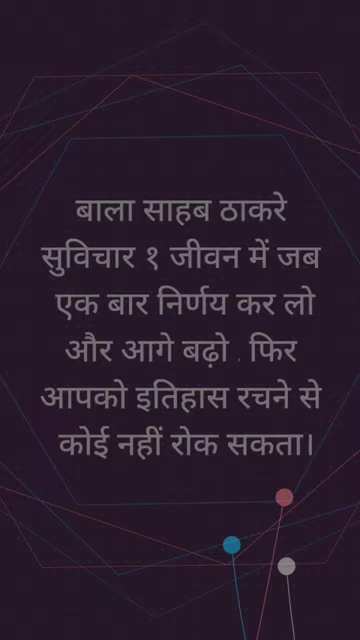 बाला साहब ठाकरे
सुविचार १ जीवन में जब
एक बार निर्णय कर लो
और आगे बढ़ो . फिर
आपको इतिहास रचने से
कोई नहीं रोक सकता।